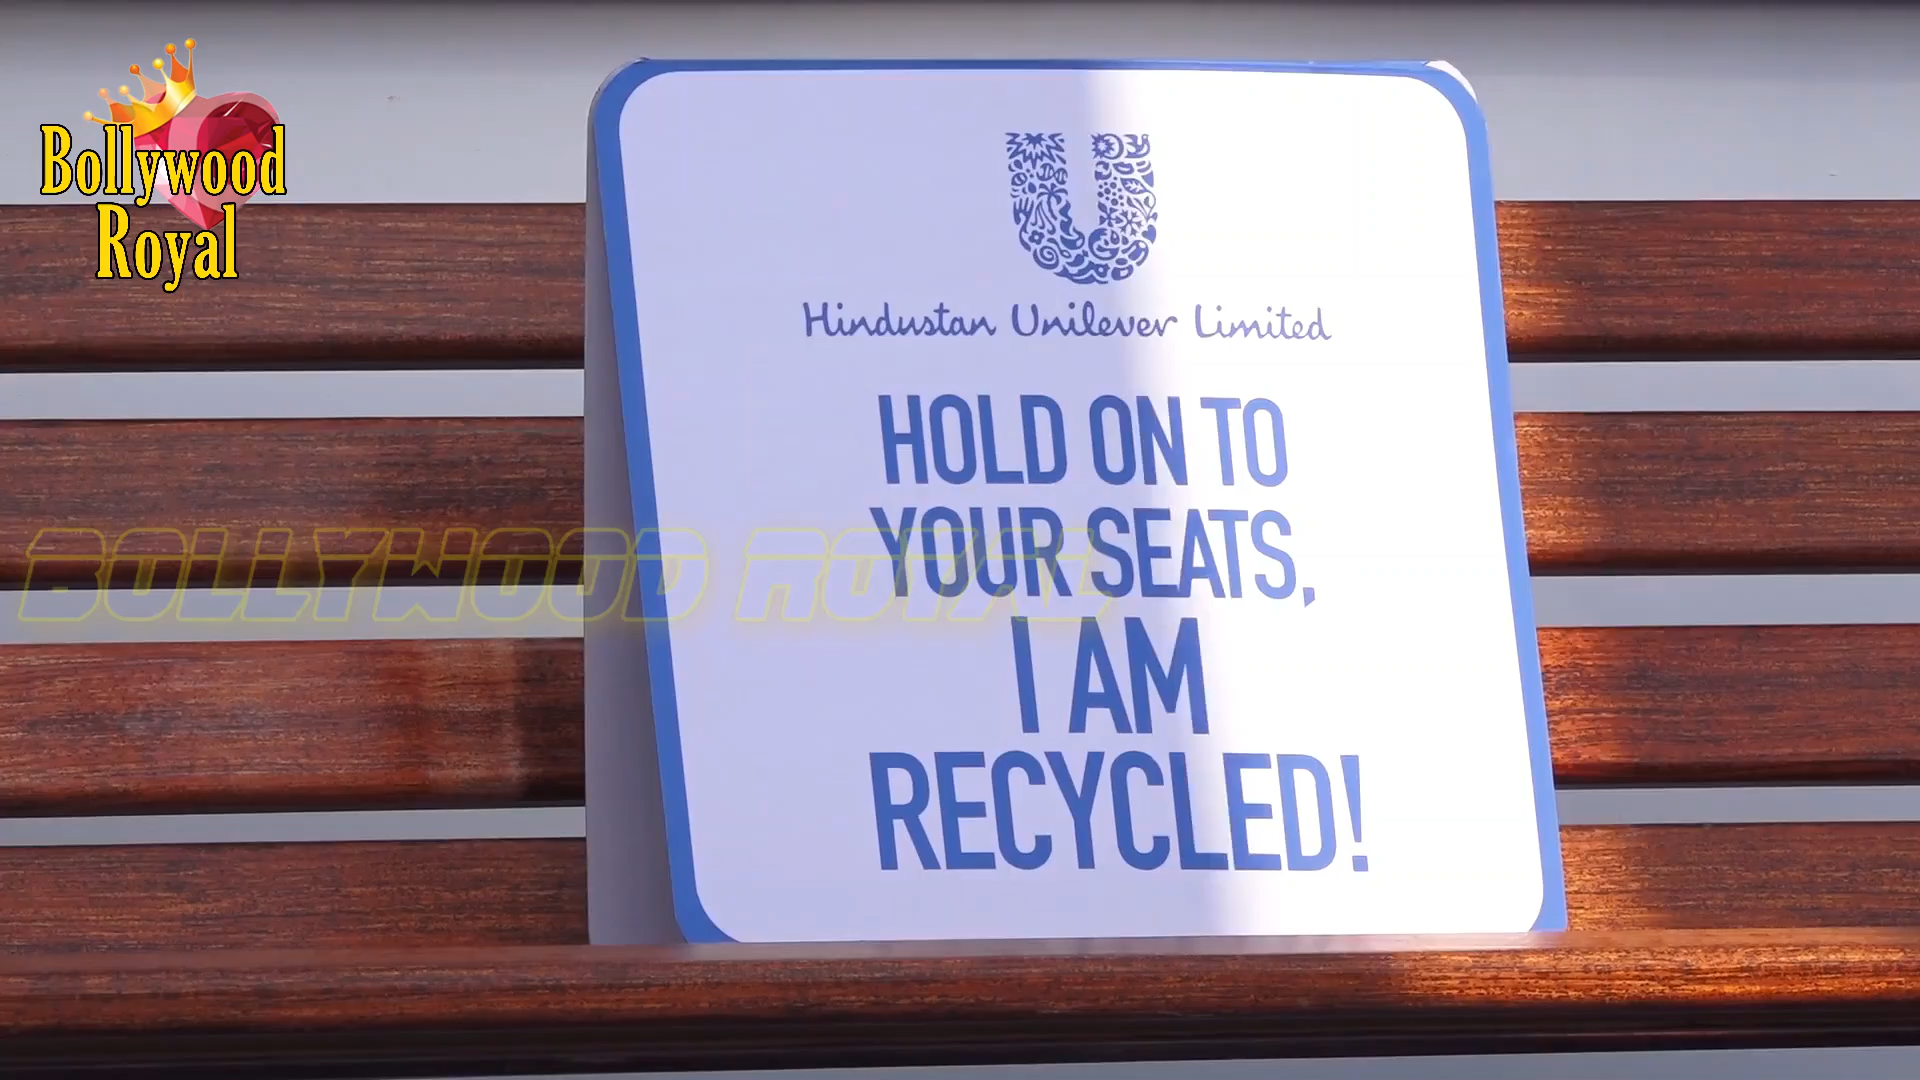 Bollywood
Royal
Hindustan Unilever Limited
HOLD ON TO
YOUR SEATS,
I AM
RECYCLED!
BOLLYWOOD ROYAL